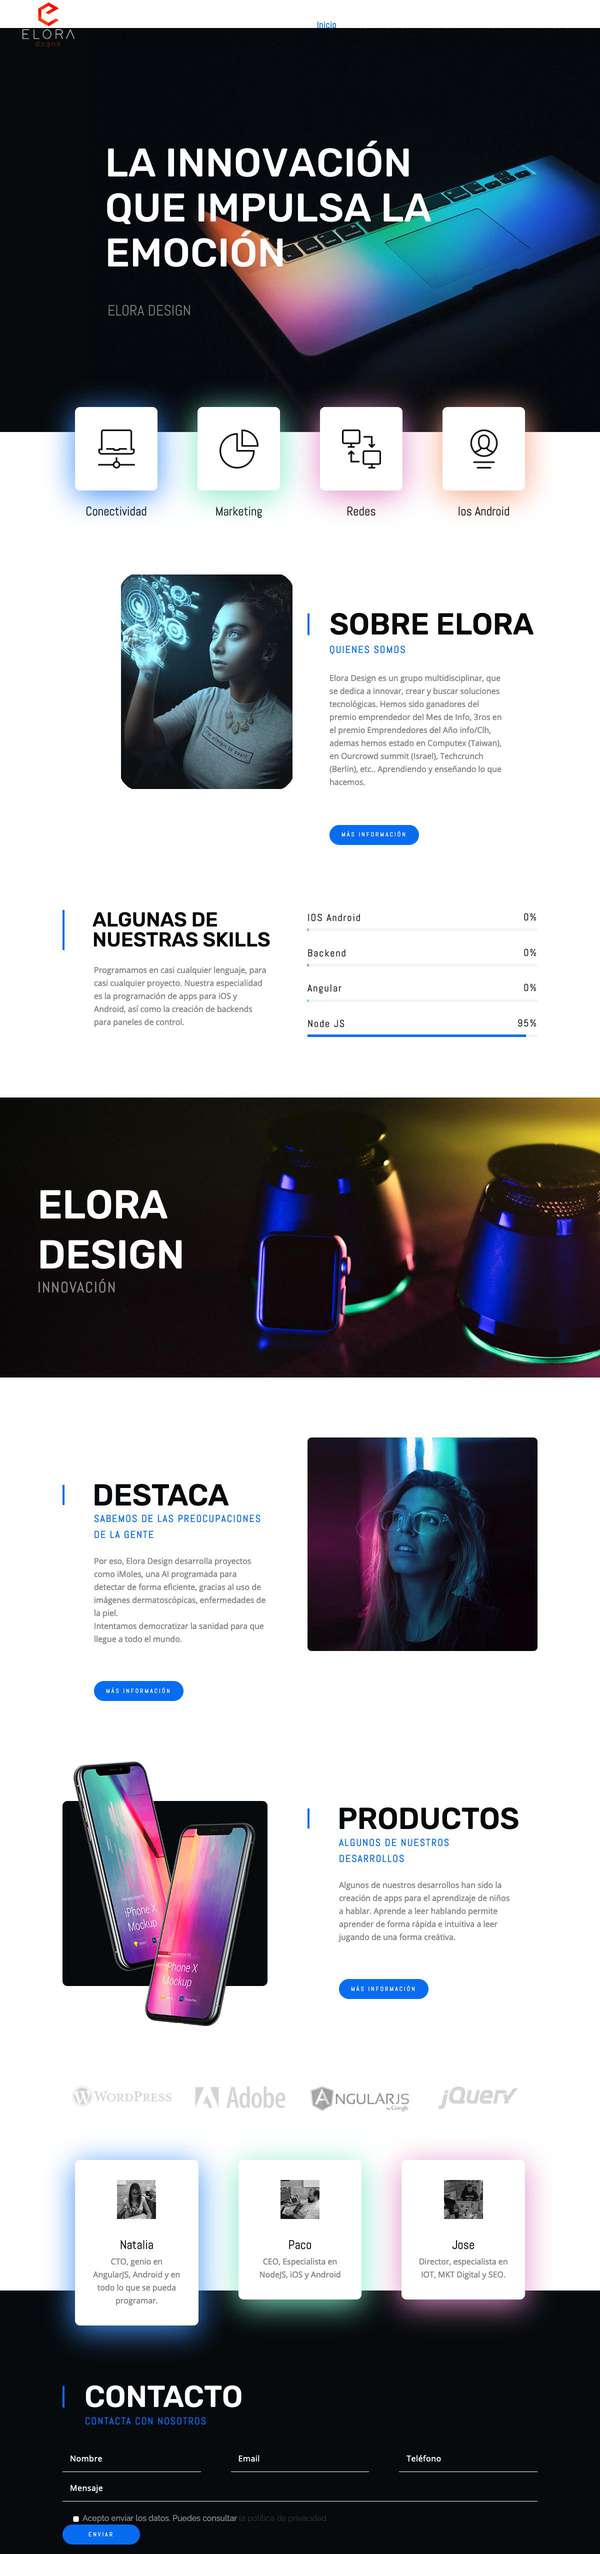 ELORA
Inicio
LA INNOVACIÓN
QUE IMPULSA LA
EMOCIÓN
ELORA DESIGN
Conectividad
Marketing
Redes
Ios Android
SOBRE ELORA
QUIENES SOMOS
Elora Design es un grupo multidisciplinar, que
se dedica a innovar, crear y buscar soluciones
tecnológicas. Hemos sido ganadores del
premio emprendedor del Mes de Info, 3ros en
el premio Emprendedores del Año info/Clh,
ademas hemos estado en Computex (Taiwan),
en Ourcrowd summit (Israel), Techcrunch
(Berlín), etc.. Aprendiendo y enseñando lo que
hacemos.
MÁS INFORMACIÓN
ALGUNAS DE
NUESTRAS SKILLS
Programamos en casi cualquier lenguaje, para
casi cualquier proyecto. Nuestra especialidad
es la programación de apps para iOS y
Android, así como la creación de backends
para paneles de control.
IOS Android 0%
Backend 0%
Angular 0%
Node JS 95%
ELORA
DESIGN
INNOVACIÓN
DESTACA
SABEMOS DE LAS PREOCUPACIONES
DE LA GENTE
Por eso, Elora Design desarrolla proyectos
como iMoles, una AI programada para
detectar de forma eficiente, gracias al uso de
imágenes dermatoscópicas, enfermedades de
la piel.
Intentamos democratizar la sanidad para que
llegue a todo el mundo.
MÁS INFORMACIÓN
iPhone X
Mockup
iPhone X
Mockup
PRODUCTOS
ALGUNOS DE NUESTROS
DESARROLLOS
Algunos de nuestros desarrollos han sido la
creación de apps para el aprendizaje de niños
a hablar. Aprende a leer hablando permite
aprender de forma rápida e intuitiva a leer
jugando de una forma creátiva.
MÁS INFORMACIÓN
WORDPRESS
Adobe
ANGULARJS
by Google
jQuery
Natalia
CTO, genio en
AngularJS, Android y en
todo lo que se pueda
programar.
Paco
CEO, Especialista en
NodeJS, iOS y Android
Jose
Director, especialista en
IOT, MKT Digital y SEO.
CONTACTO
CONTACTA CON NOSOTROS
Nombre
Email
Teléfono
Mensaje
Acepto enviar los datos. Puedes consultar la política de privacidad
ENVIAR